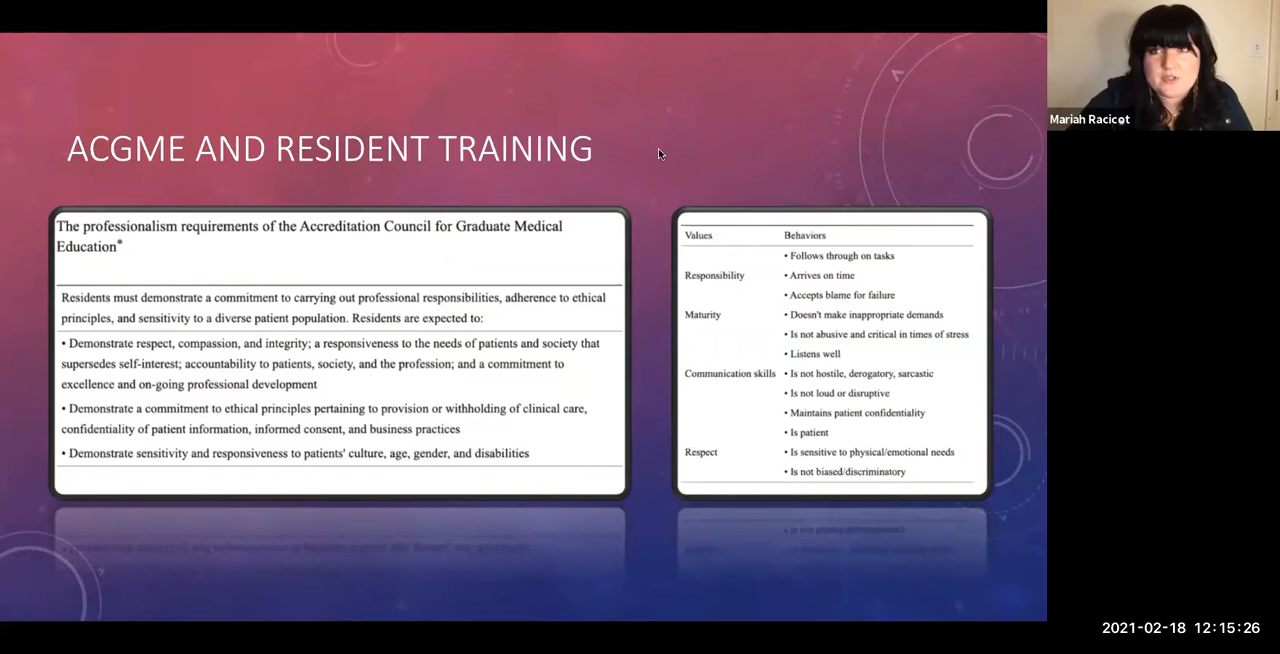 ACGME AND RESIDENT TRAINING
The professionalism requirements of the Accreditation Council for Graduate Medical
Education*
Residents must demonstrate a commitment to carrying out professional responsibilities, adherence to ethical
principles, and sensitivity to a diverse patient population. Residents are expected to:
• Demonstrate respect, compassion, and integrity; a responsiveness to the needs of patients and society that
supersedes self-interest; accountability to patients, society, and the profession; and a commitment to
excellence and on-going professional development
• Demonstrate a commitment to ethical principles pertaining to provision or withholding of clinical care,
confidentiality of patient information, informed consent, and business practices
• Demonstrate sensitivity and responsiveness to patients' culture, age, gender, and disabilities
Values Behaviors
• Follows through on tasks
Responsibility • Arrives on time
• Accepts blame for failure
Maturity • Doesn't make inappropriate demands
• Is not abusive and critical in times of stress
• Listens well
Communication skills • Is not hostile, derogatory, sarcastic
• Is not loud or disruptive
• Maintains patient confidentiality
• Is patient
Respect • Is sensitive to physical/emotional needs
• Is not biased/discriminatory
Mariah Racicot
2021-02-18 12:15:26